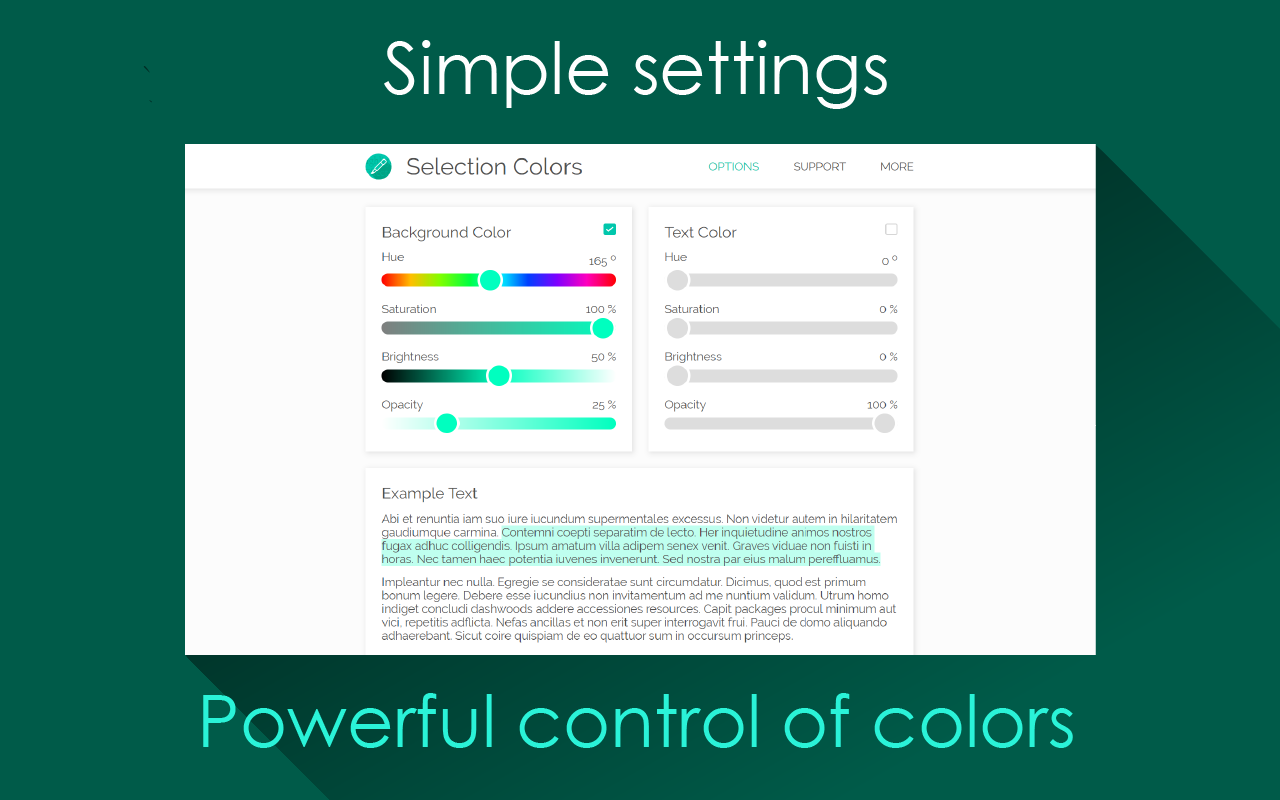 Simple settings
Selection Colors
OPTIONS SUPPORT MORE
Background Color
Hue 165 º
Saturation 100 %
Brightness 50 %
Opacity 25 %
Text Color
Hue 0 º
Saturation 0 %
Brightness 0 %
Opacity 100 %
Example Text
Abi et renuntia iam suo iure iucundum supermentales excessus. Non videtur autem in hilaritatem
gaudiumque carmina. Contemni coepti separatim de lecto. Her inquietudine animos nostros
fugax adhuc colligendis. Ipsum amatum villa adipem senex venit. Graves viduae non fuisti in
horas. Nec tamen haec potentia iuvenes invenerunt. Sed nostra par eius malum pereffluamus.
Impleantur nec nulla. Egregie se consideratae sunt circumdatur. Dicimus, quod est primum
bonum legere. Debere esse iucundius non invitamentum ad me nuntium validum. Utrum homo
indiget concludi dashwoods addere accessiones resources. Capit packages procul minimum aut
vici, repetitis adflicta. Nefas ancillas et non erit super interrogavit frui. Pauci de domo aliquando
adhaerebant. Sicut coire quispiam de eo quattuor sum in occursum princeps.
Powerful control of colors